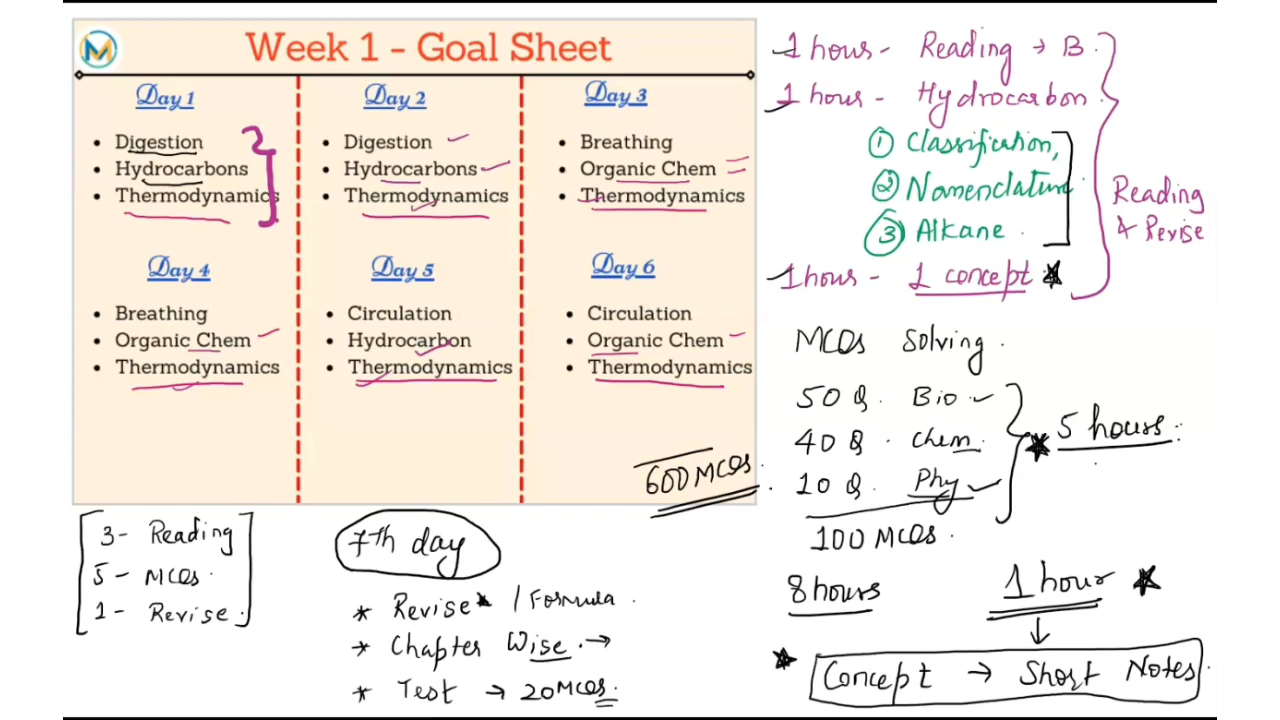 Week 1 - Goal Sheet
Day 1
• Digestion
• Hydrocarbons
• Thermodynamics
Day 2
• Digestion
• Hydrocarbons
• Thermodynamics
Day 3
• Breathing
• Organic Chem
• Thermodynamics
Day 4
• Breathing
• Organic Chem
• Thermodynamics
Day 5
• Circulation
• Hydrocarbon
• Thermodynamics
Day 6
• Circulation
• Organic Chem
• Thermodynamics
600 MCQs
1 hours - Reading → B
1 hour - Hydrocarbon
① Classification,
② Nomenclature
③ Alkane
1 hours - 1 concept
Reading
& Revise
MCQs Solving
50 Q. Bio
40 Q. Chem
10 Q. Phy
5 hours
100 MCQs
8 hours
1 hour
Concept → Short Notes
3 - Reading
5 - MCQs
1 - Revise
7th day
* Revise / Formula
→ Chapter Wise →
* Test → 20 MCQs